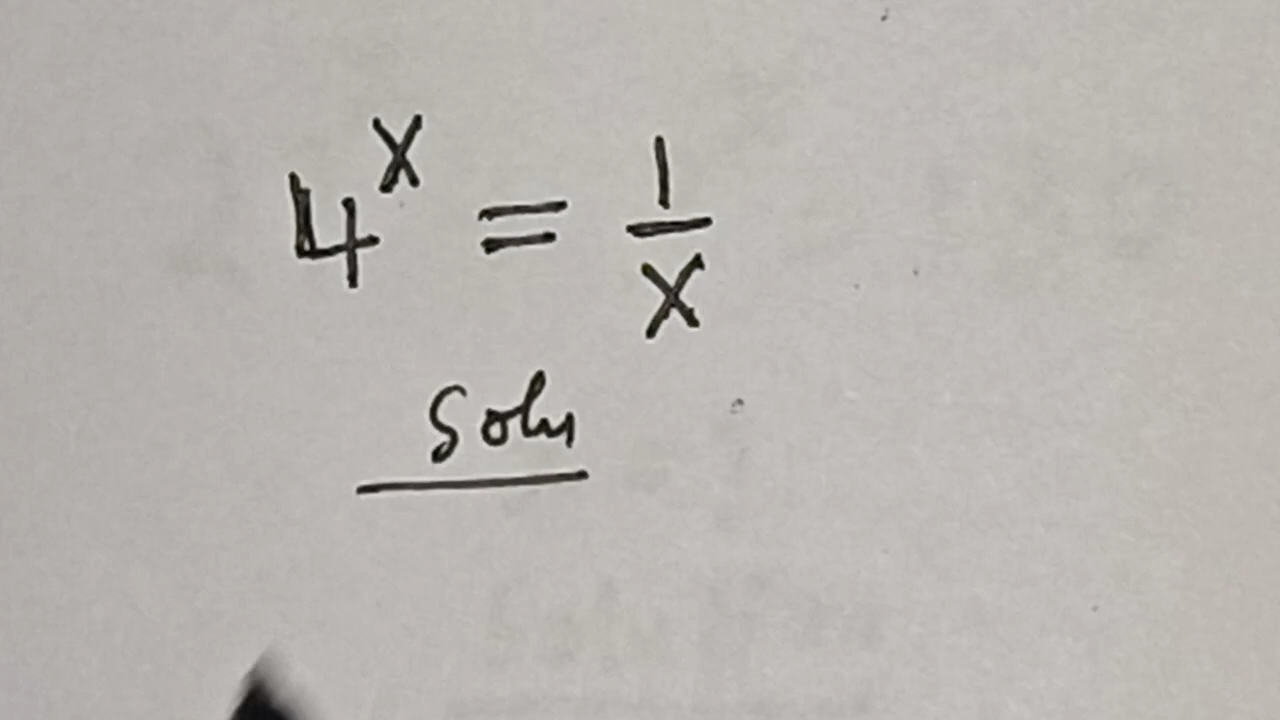 4^x = 1/x
Soln